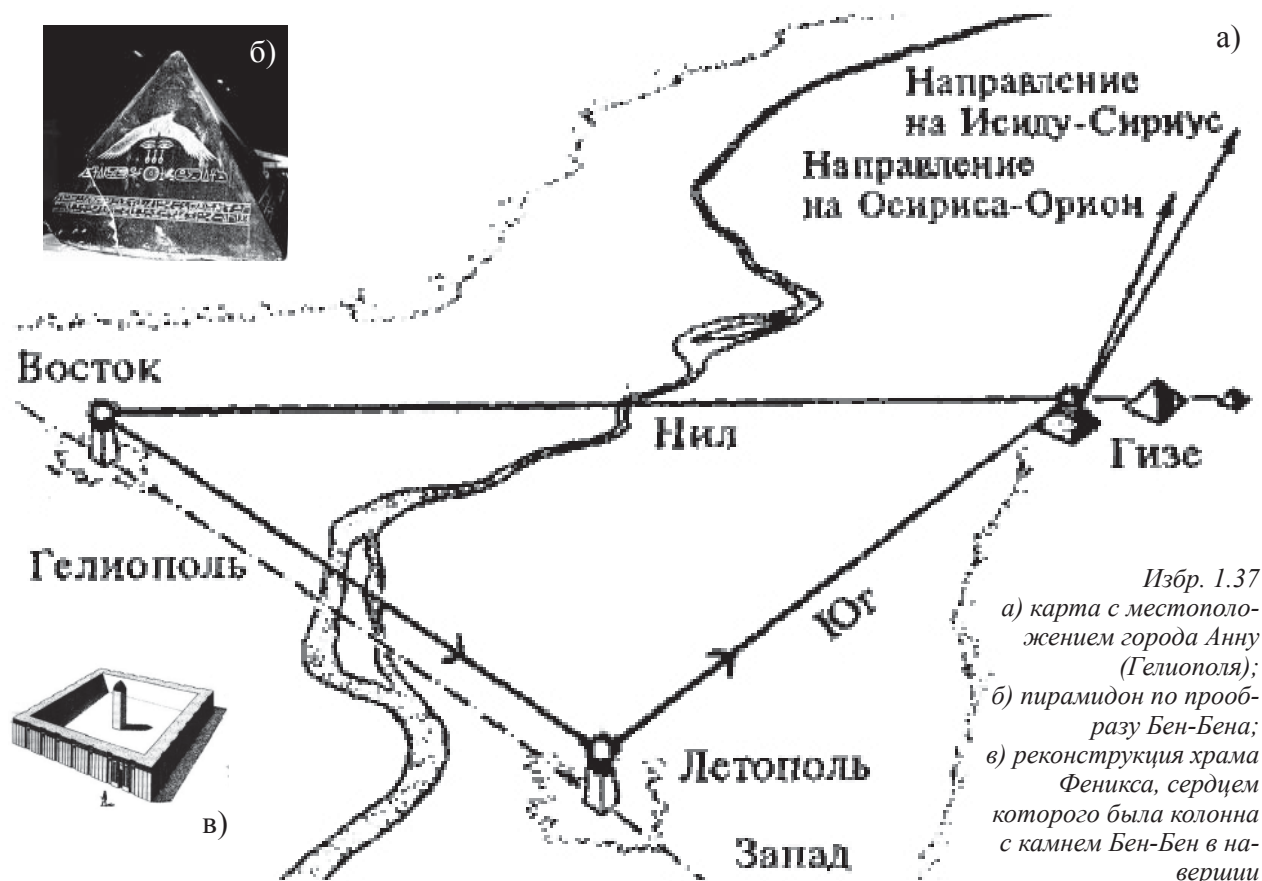 б)
а)
Направление
на Исиду-Сириус
Направление
на Осириса-Орион
Восток
Нил
Гизе
Гелиополь
Юг
Летополь
Запад
в)
Избр. 1.37
а) карта с местополо-
жением города Анну
(Гелиополя);
б) пирамидон по прооб-
разу Бен-Бена;
в) реконструкция храма
Феникса, сердцем
которого была колонна
с камнем Бен-Бен в на-
вершии